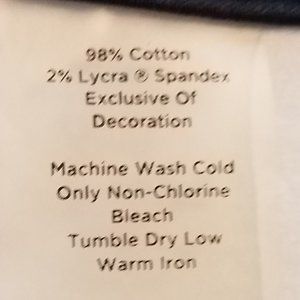 98% Cotton
2% Lycra ® Spandex
Exclusive Of
Decoration
Machine Wash Cold
Only Non-Chlorine
Bleach
Tumble Dry Low
Warm Iron